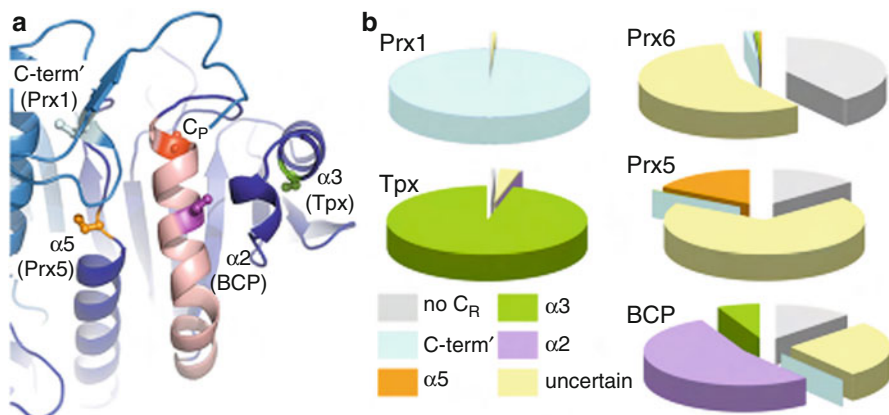 a
C-term′
(Prx1)
C_P
α3
(Tpx)
α5
(Prx5)
α2
(BCP)
b
Prx1
Prx6
Tpx
Prx5
BCP
no C_R
α3
C-term′
α2
α5
uncertain